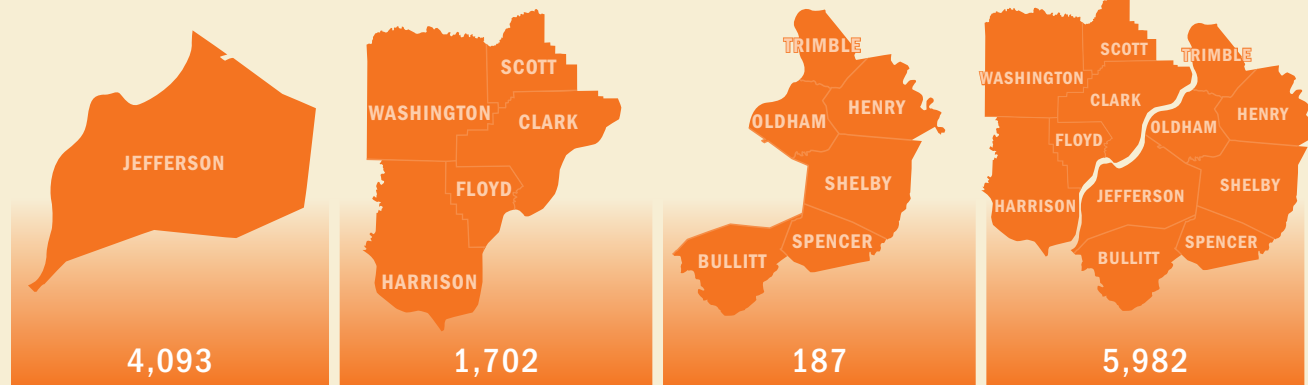 JEFFERSON
4,093
SCOTT
WASHINGTON
CLARK
FLOYD
HARRISON
1,702
TRIMBLE
HENRY
OLDHAM
SHELBY
SPENCER
BULLITT
187
SCOTT
TRIMBLE
WASHINGTON
CLARK
HENRY
OLDHAM
FLOYD
SHELBY
JEFFERSON
HARRISON
SPENCER
BULLITT
5,982